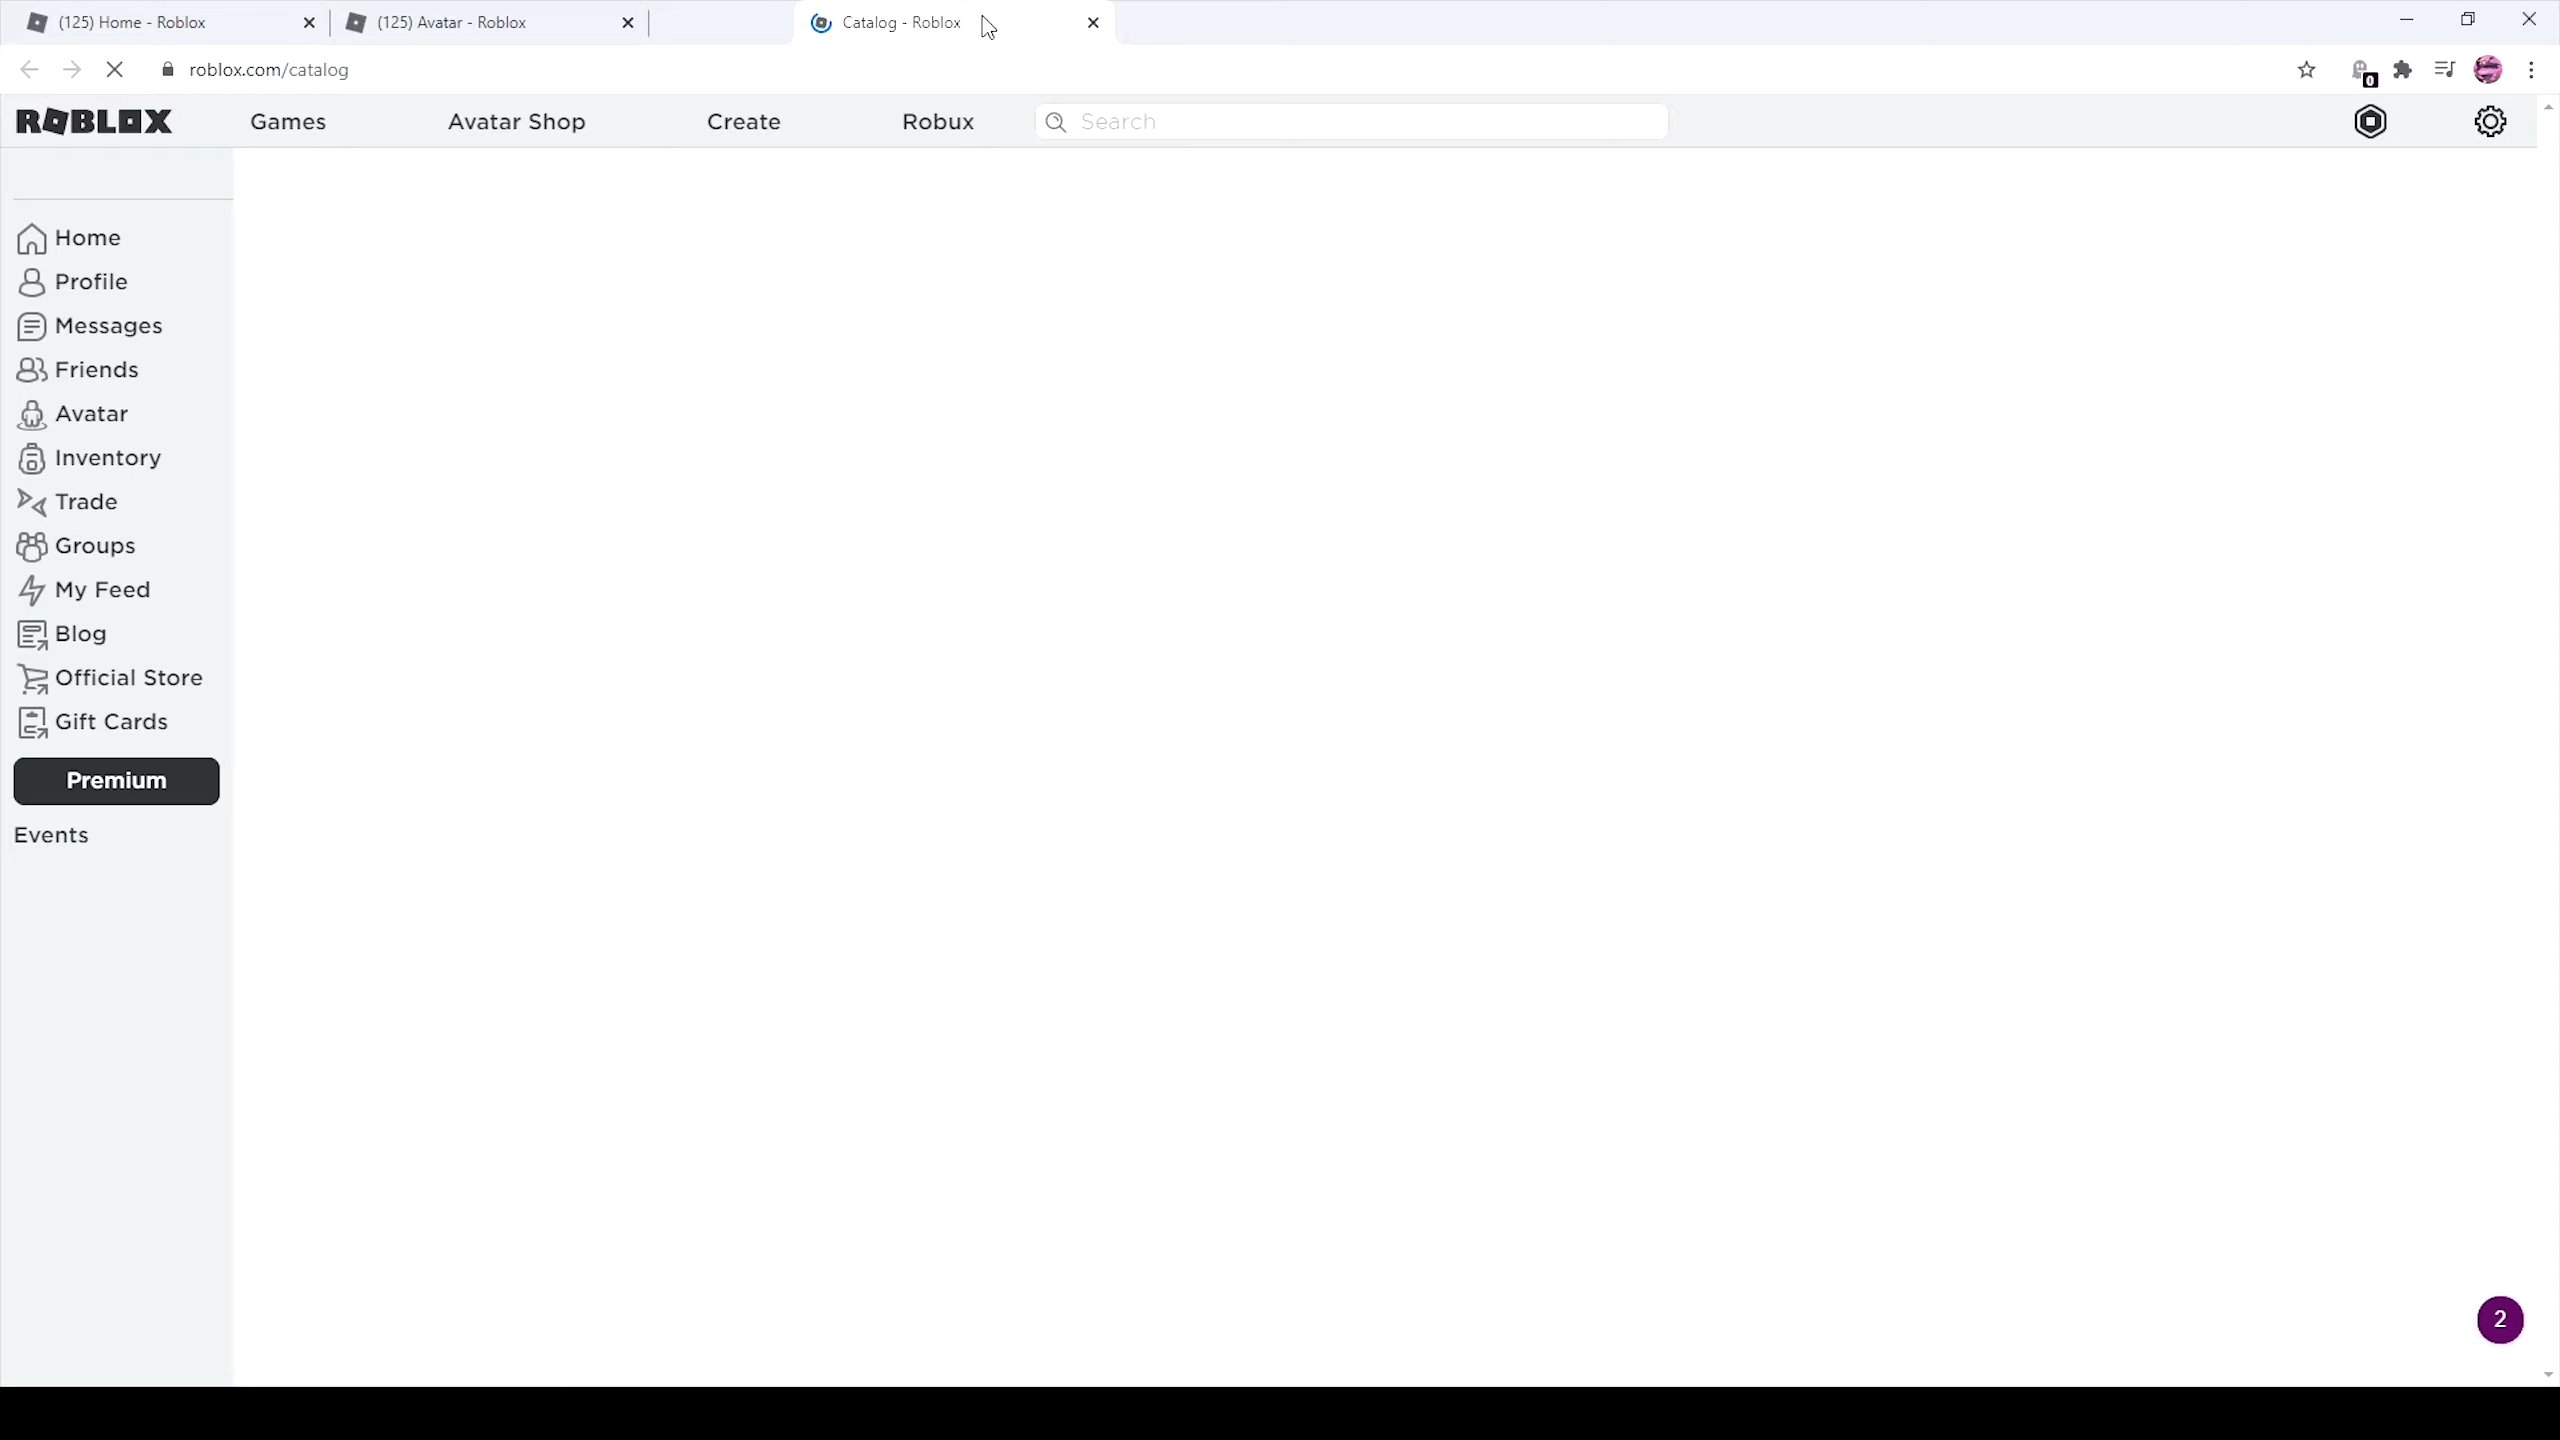 (125) Home - Roblox
(125) Avatar - Roblox
Catalog - Roblox
roblox.com/catalog
0
ROBLOX
Games
Avatar Shop
Create
Robux
Search
Home
Profile
Messages
Friends
Avatar
Inventory
Trade
Groups
My Feed
Blog
Official Store
Gift Cards
Premium
Events
2